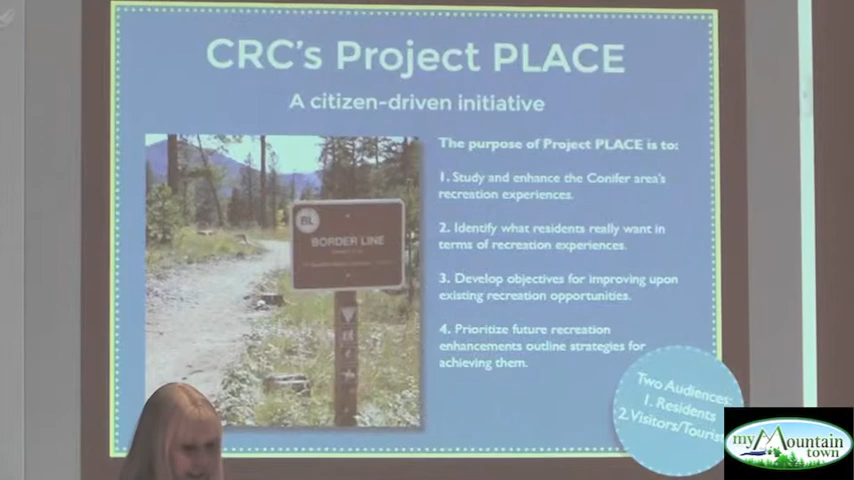 CRC's Project PLACE
A citizen-driven initiative
The purpose of Project PLACE is to:
1. Study and enhance the Conifer area's
recreation experiences.
2. Identify what residents really want in
terms of recreation experiences.
3. Develop objectives for improving upon
existing recreation opportunities.
4. Prioritize future recreation
enhancements outline strategies for
achieving them.
BL
BORDER LINE
Two Audiences:
1. Residents
2. Visitors/Tourist
my Mountain
town